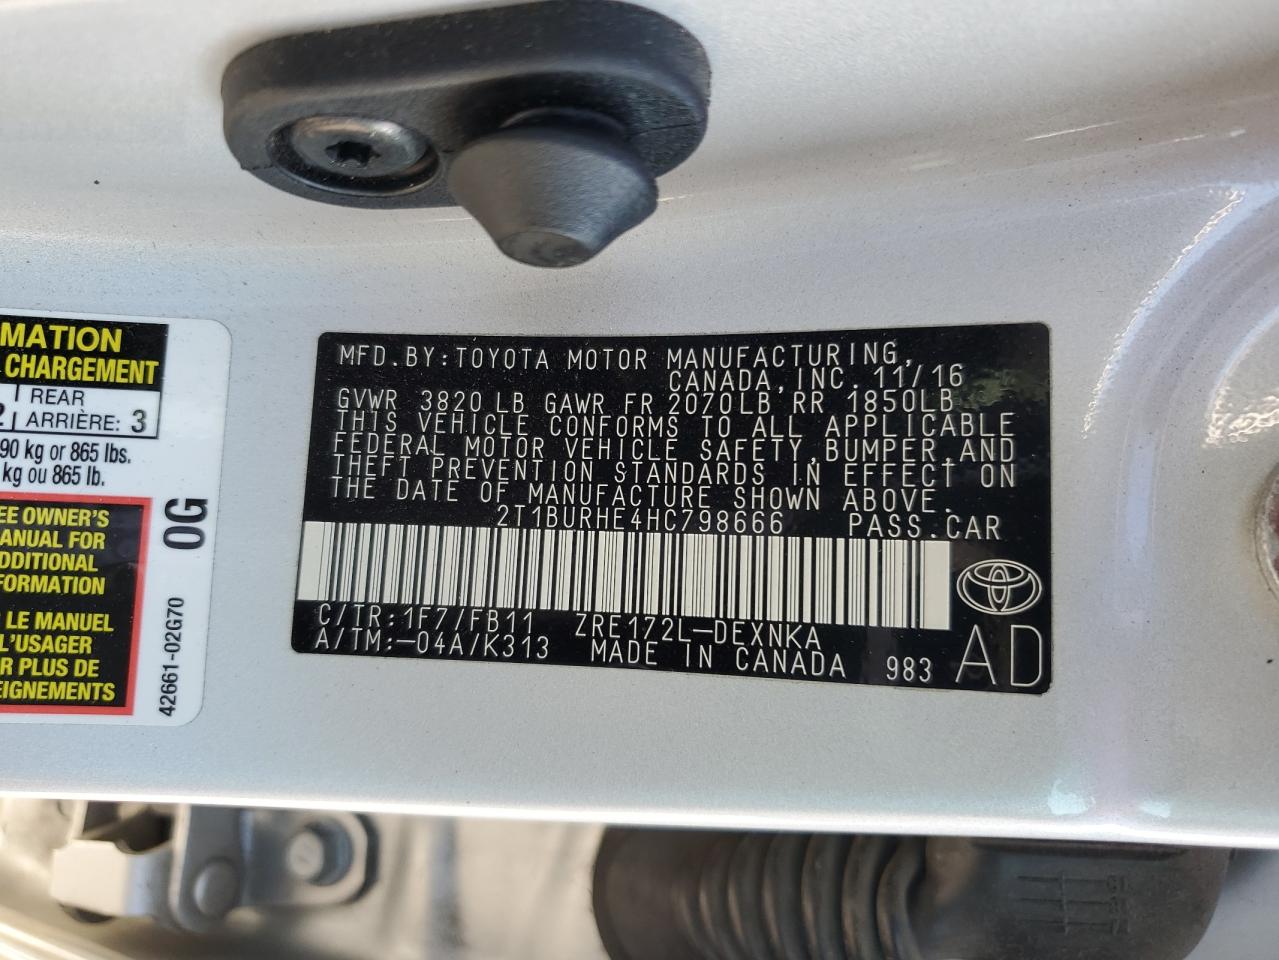 MATION
CHARGEMENT
REAR
2 ARRIÈRE: 3
90 kg or 865 lbs.
kg ou 865 lb.
EE OWNER'S
ANUAL FOR
DDITIONAL
FORMATION
LE MANUEL
L'USAGER
R PLUS DE
EIGNEMENTS
0G
42661-02G70
MFD.BY:TOYOTA MOTOR MANUFACTURING,
CANADA,INC. 11/16
GVWR 3820 LB GAWR FR 2070LB RR 1850LB
THIS VEHICLE CONFORMS TO ALL APPLICABLE
FEDERAL MOTOR VEHICLE SAFETY,BUMPER,AND
THEFT PREVENTION STANDARDS IN EFFECT ON
THE DATE OF MANUFACTURE SHOWN ABOVE.
2T1BURHE4HC798666 PASS.CAR
C/TR:1F7/FB11 ZRE172L-DEXNKA
A/TM:-04A/K313 MADE IN CANADA 983 AD